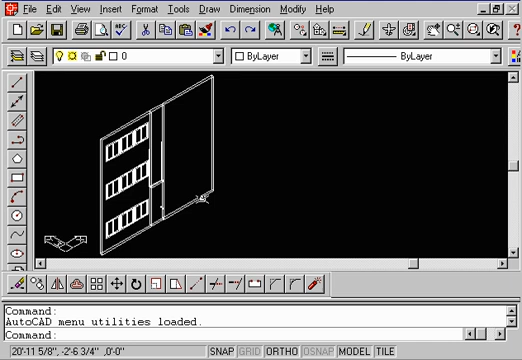 File Edit View Insert Format Tools Draw Dimension Modify Help
ABC
0 ByLayer ByLayer
Command:
AutoCAD menu utilities loaded.
Command:
20'-11 5/8", -2'-6 3/4" ,0'-0" SNAP GRID ORTHO OSNAP MODEL TILE